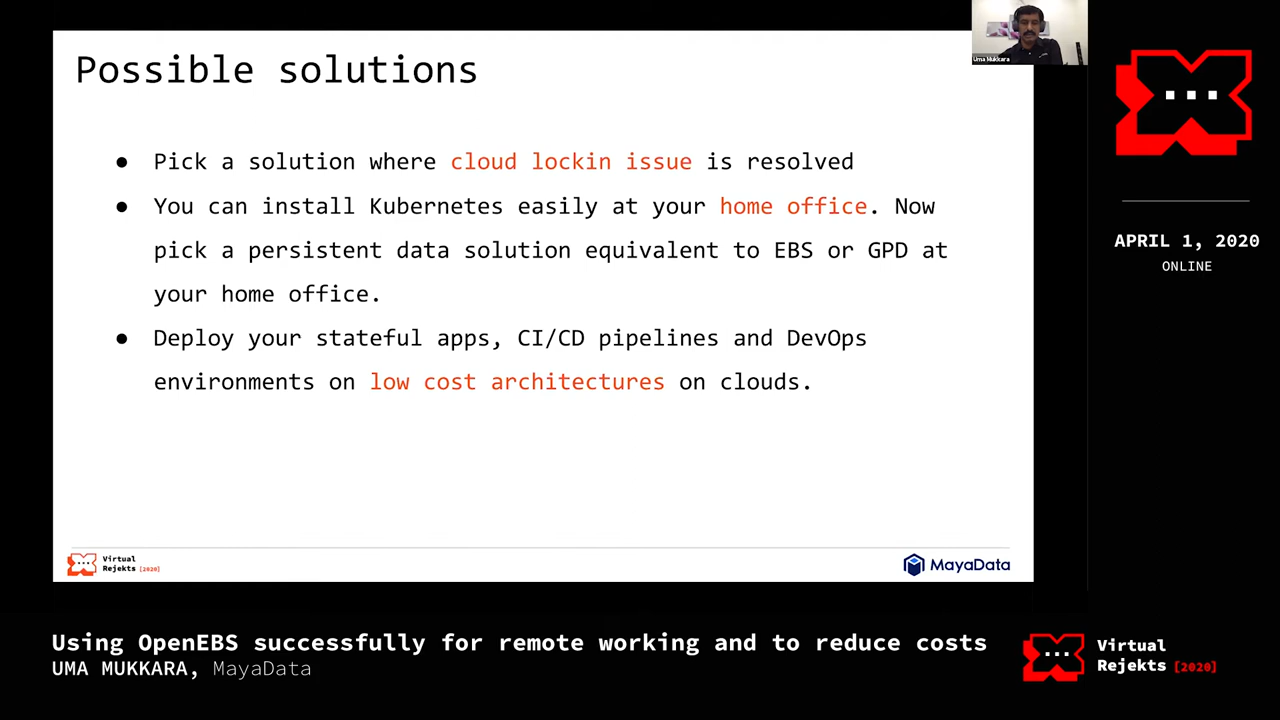 Possible solutions
Uma Mukkara
● Pick a solution where cloud lockin issue is resolved
● You can install Kubernetes easily at your home office. Now
pick a persistent data solution equivalent to EBS or GPD at
your home office.
● Deploy your stateful apps, CI/CD pipelines and DevOps
environments on low cost architectures on clouds.
APRIL 1, 2020
ONLINE
Virtual
Rejekts [2020]
MayaData
Using OpenEBS successfully for remote working and to reduce costs
UMA MUKKARA, MayaData
Virtual
Rejekts [2020]